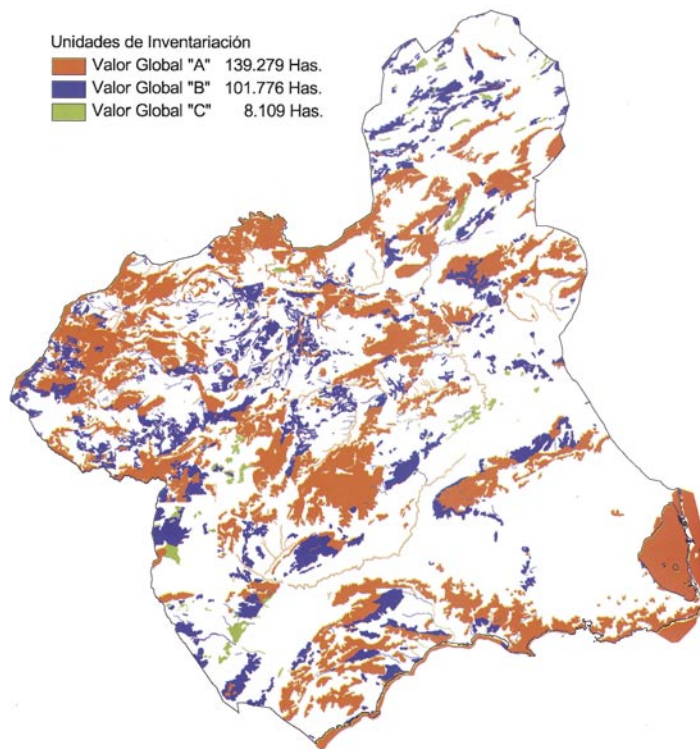 Unidades de Inventariación
Valor Global "A" 139.279 Has.
Valor Global "B" 101.776 Has.
Valor Global "C" 8.109 Has.